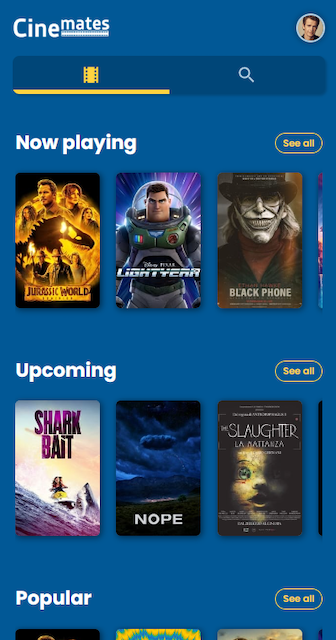 Cinemates
Now playing
See all
JURASSIC WORLD
Disney PIXAR
LIGHTYEAR
BLACK PHONE
Upcoming
See all
SHARK
BAIT
NOPE
THE SLAUGHTER
LA MATTANZA
Popular
See all